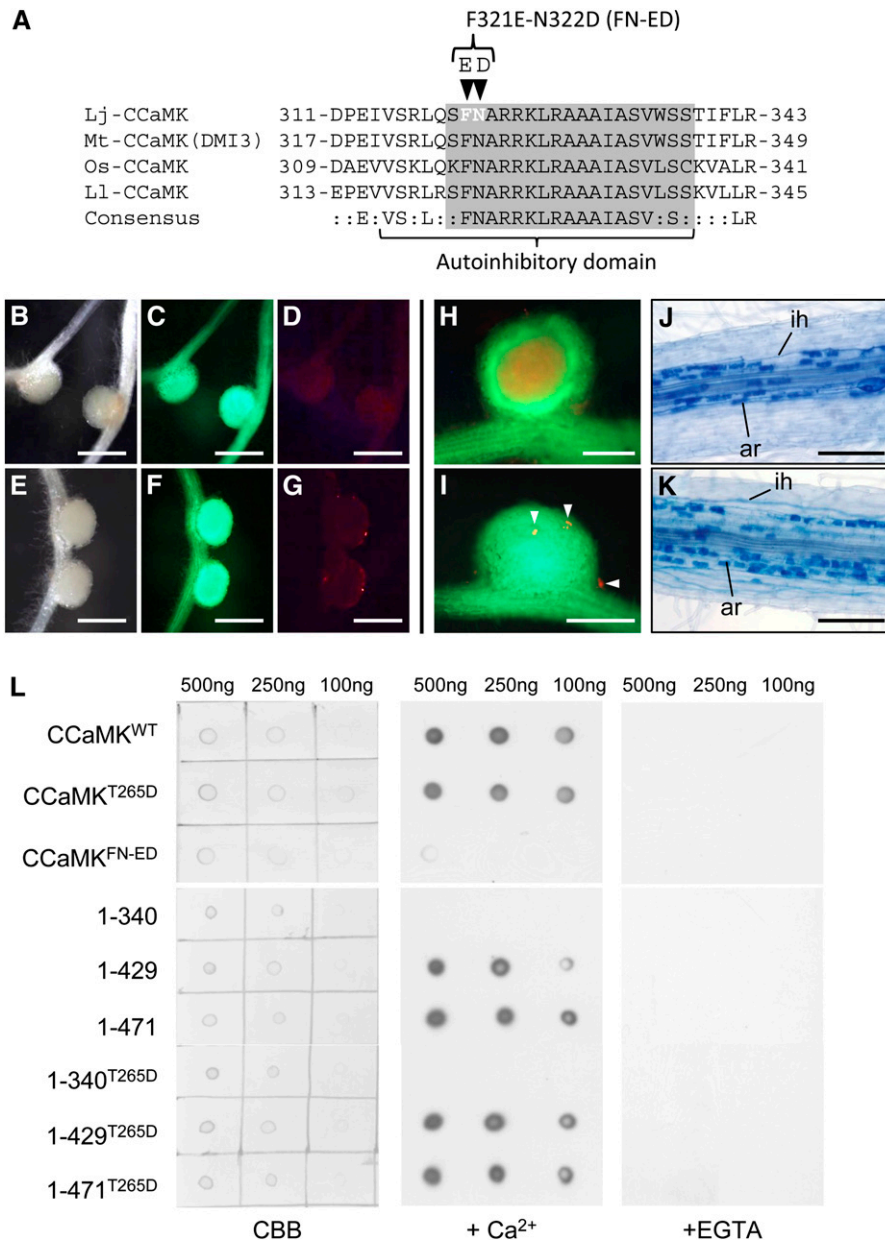 A
F321E-N322D (FN-ED)
E D
Lj-CCaMK 311-DPEIVSRLQSFNARRKLRAAAIASVWSSTIFLR-343
Mt-CCaMK(DMI3) 317-DPEIVSRLQSFNARRKLRAAAIASVWSSTIFLR-349
Os-CCaMK 309-DAEVVSKLQKFNARRKLRAAAIASVLSCKVALR-341
Ll-CCaMK 313-EPEVVSRLRSFNARRKLRAAAIASVLSSKVLLR-345
Consensus ::E:VS:L::FNARRKLRAAAIASV:S::::LR
Autoinhibitory domain
B C D H J
ih
ar
E F G I K
ih
ar
L
500ng 250ng 100ng 500ng 250ng 100ng 500ng 250ng 100ng
CCaMKWT
CCaMKT265D
CCaMKFN-ED
1-340
1-429
1-471
1-340T265D
1-429T265D
1-471T265D
CBB + Ca2+ +EGTA